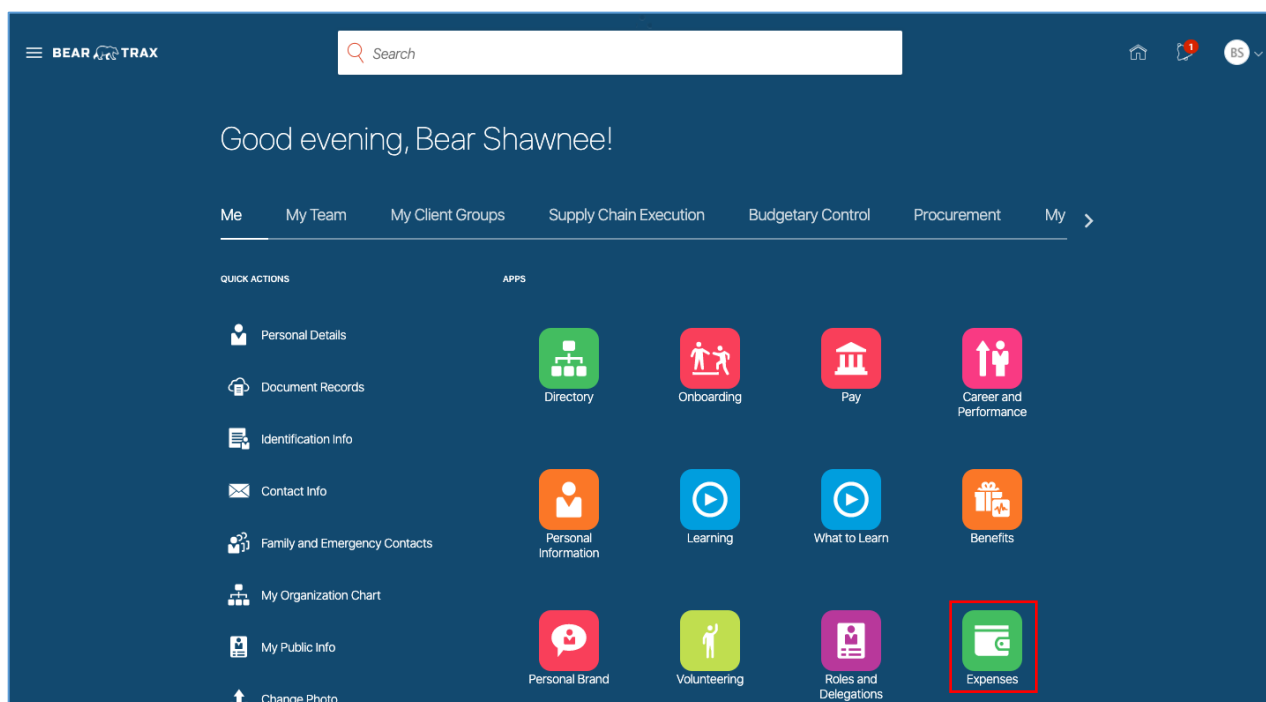 BEAR TRAX
Search
1
BS
Good evening, Bear Shawnee!
Me My Team My Client Groups Supply Chain Execution Budgetary Control Procurement My
QUICK ACTIONS
APPS
Personal Details
Document Records
Identification Info
Contact Info
Family and Emergency Contacts
My Organization Chart
My Public Info
Change Photo
Directory
Onboarding
Pay
Career and
Performance
Personal
Information
Learning
What to Learn
Benefits
Personal Brand
Volunteering
Roles and
Delegations
Expenses